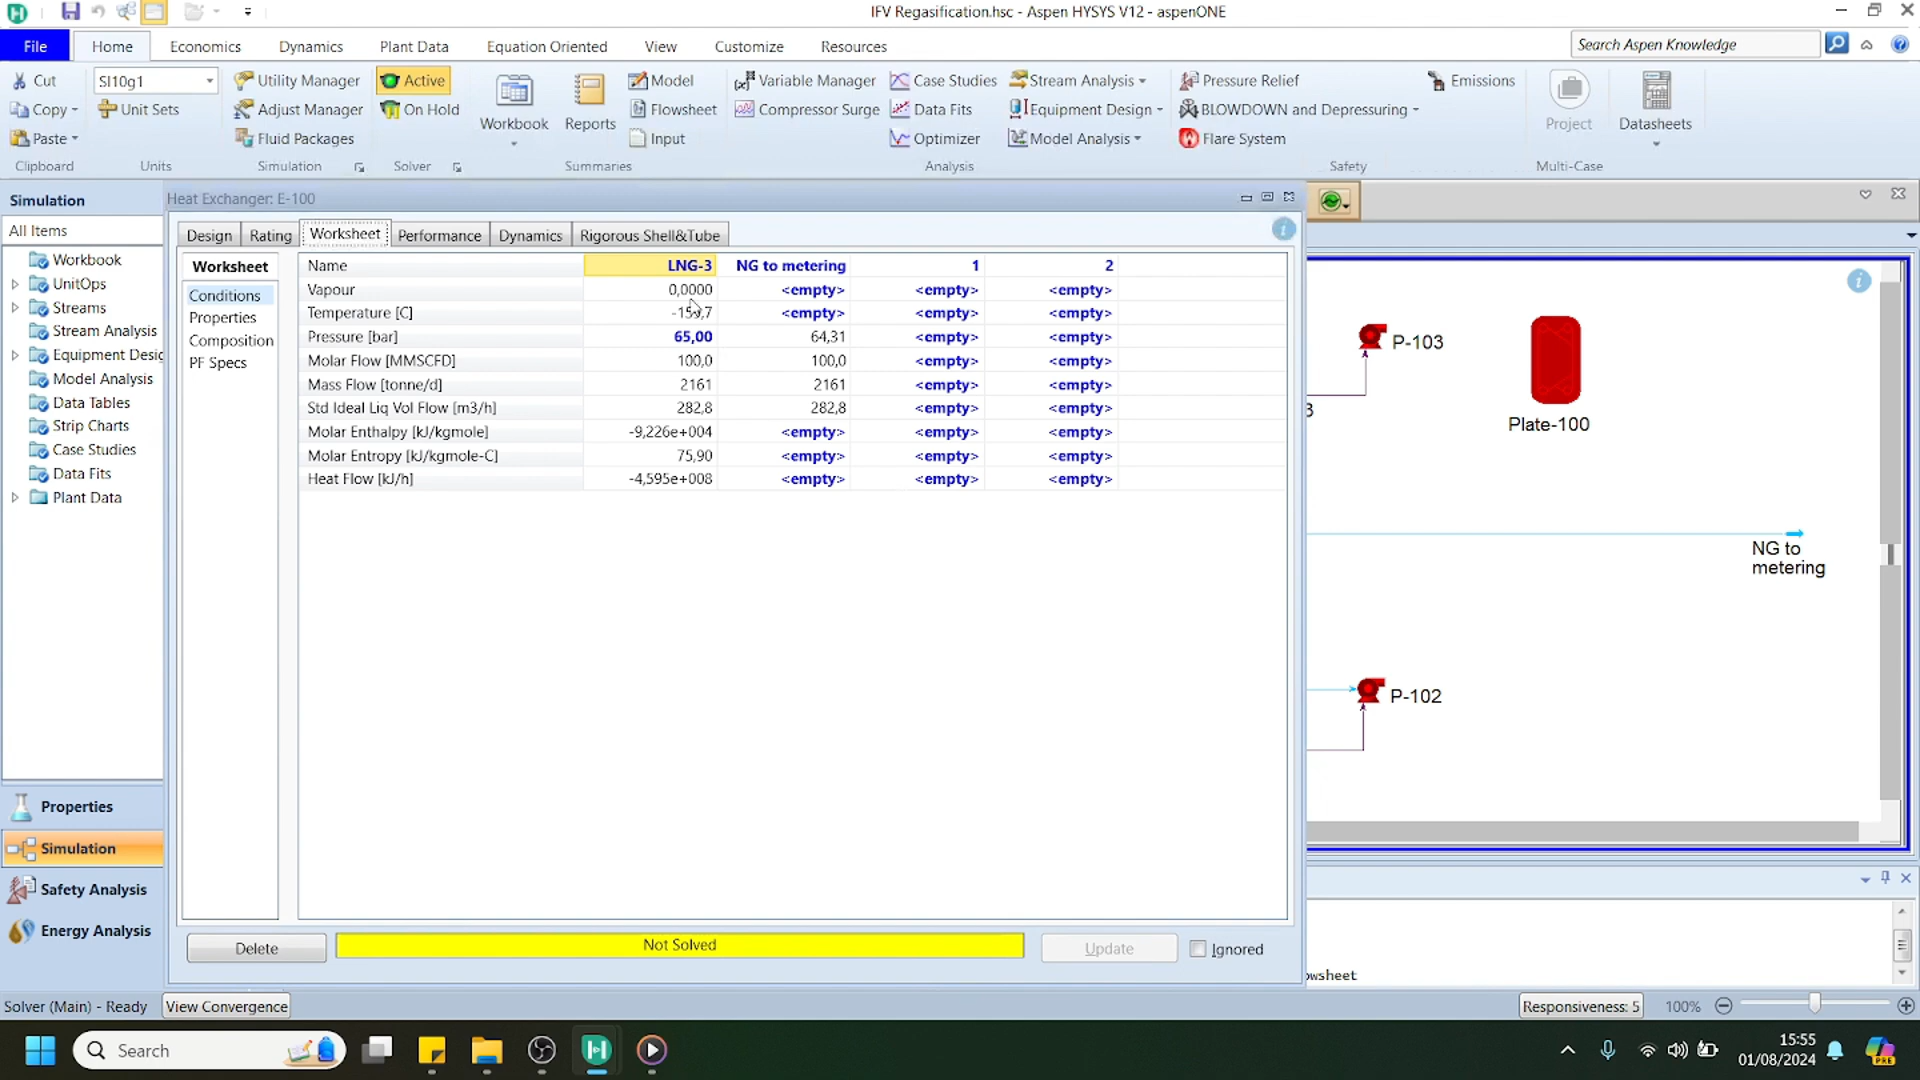 IFV Regasification.hsc - Aspen HYSYS V12 - aspenONE
File Home Economics Dynamics Plant Data Equation Oriented View Customize Resources Search Aspen Knowledge
Cut SI10g1 Utility Manager Active Model Variable Manager Case Studies Stream Analysis Pressure Relief Emissions
Copy Unit Sets Adjust Manager On Hold Workbook Reports Flowsheet Compressor Surge Data Fits Equipment Design BLOWDOWN and Depressuring Project Datasheets
Paste Fluid Packages Input Optimizer Model Analysis Flare System
Clipboard Units Simulation Solver Summaries Analysis Safety Multi-Case
Simulation
All Items
Workbook
UnitOps
Streams
Stream Analysis
Equipment Desig
Model Analysis
Data Tables
Strip Charts
Case Studies
Data Fits
Plant Data
Properties
Simulation
Safety Analysis
Energy Analysis
Heat Exchanger: E-100
Design Rating Worksheet Performance Dynamics Rigorous Shell&Tube
Worksheet
Conditions
Properties
Composition
PF Specs
Name LNG-3 NG to metering 1 2
Vapour 0,0000 <empty> <empty> <empty>
Temperature [C] <empty> <empty> <empty>
Pressure [bar] 65,00 64,31 <empty> <empty>
Molar Flow [MMSCFD] 100,0 100,0 <empty> <empty>
Mass Flow [tonne/d] 2161 2161 <empty> <empty>
Std Ideal Liq Vol Flow [m3/h] 282,8 282,8 <empty> <empty>
Molar Enthalpy [kJ/kgmole] -9,226e+004 <empty> <empty> <empty>
Molar Entropy [kJ/kgmole-C] 75,90 <empty> <empty> <empty>
Heat Flow [kJ/h] -4,595e+008 <empty> <empty> <empty>
Delete Not Solved Update Ignored
P-103
Plate-100
3
NG to
metering
P-102
owsheet
Solver (Main) - Ready View Convergence Responsiveness: 5 100%
Search
15:55
01/08/2024
PRE